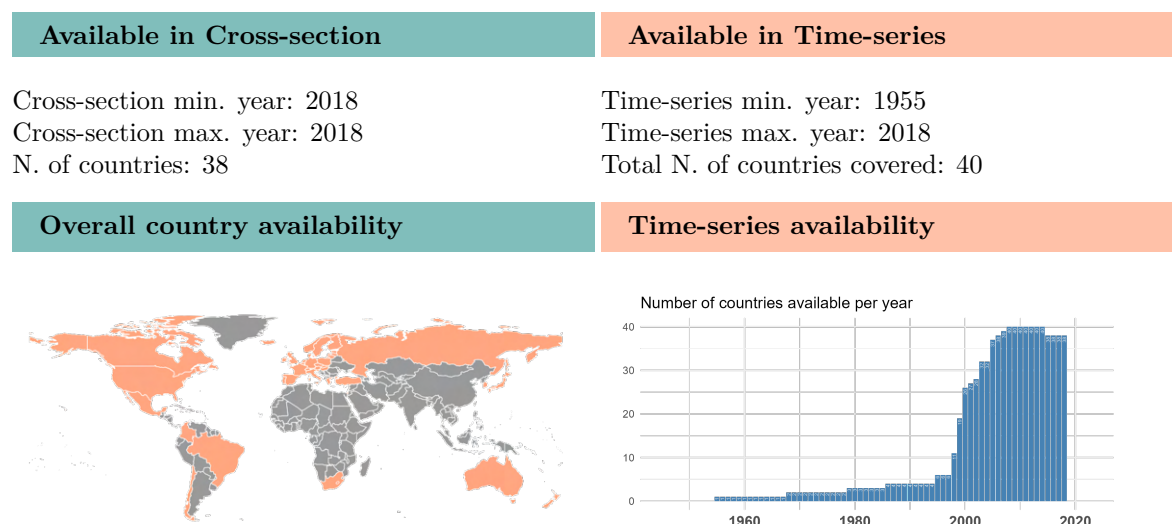 Available in Cross-section
Available in Time-series
Cross-section min. year: 2018
Cross-section max. year: 2018
N. of countries: 38
Time-series min. year: 1955
Time-series max. year: 2018
Total N. of countries covered: 40
Overall country availability
Time-series availability
Number of countries available per year
40
30
20
10
0
1960 1980 2000 2020